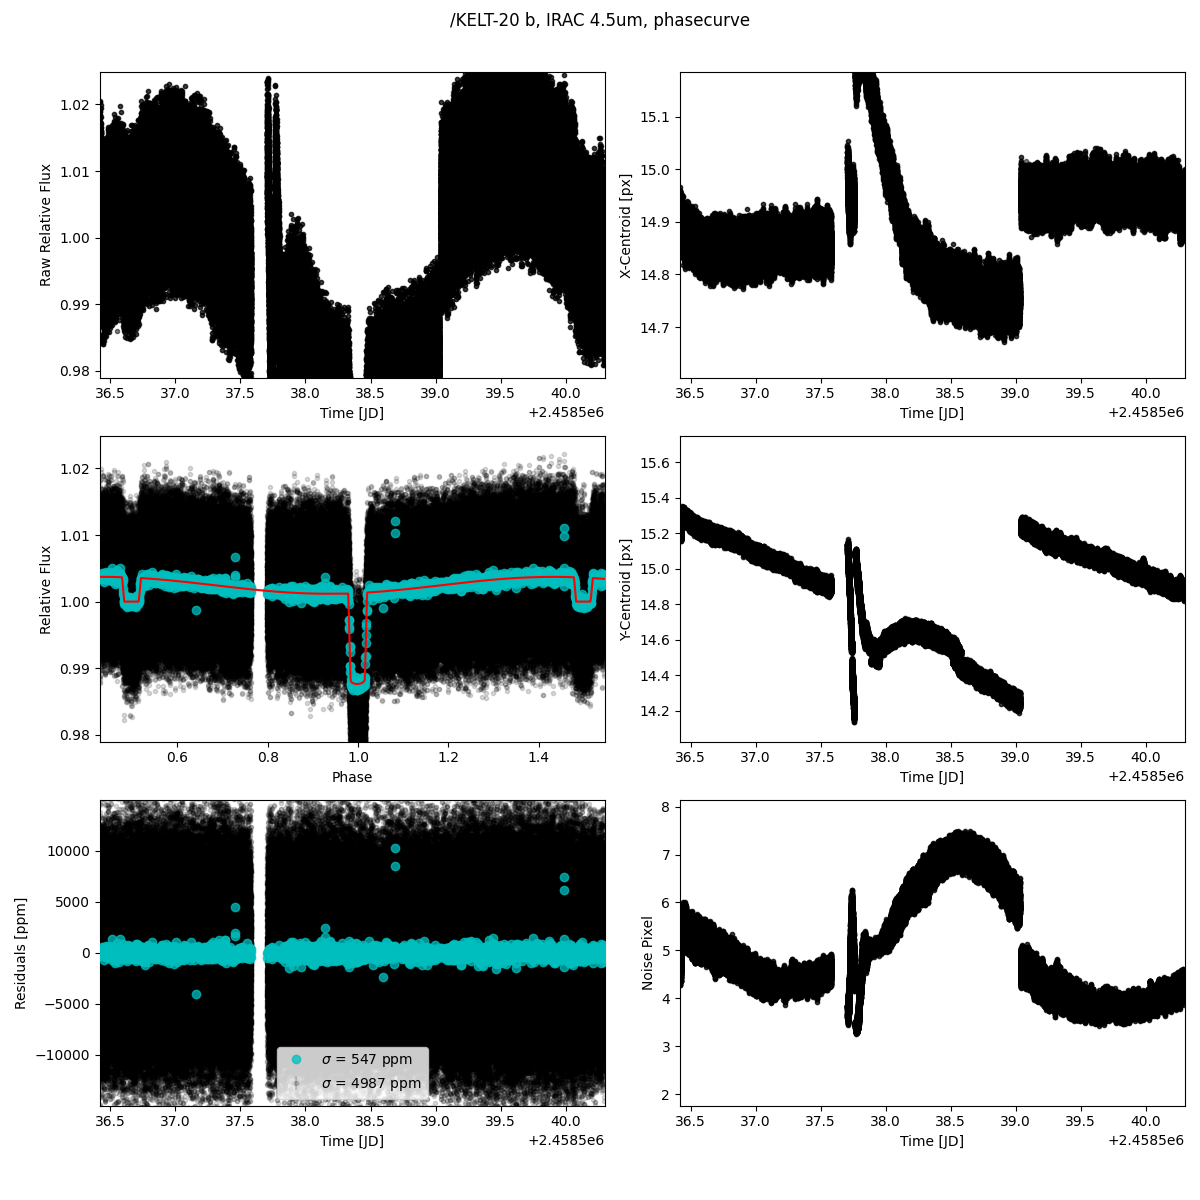 /KELT-20 b, IRAC 4.5um, phasecurve
1.02
1.01
1.00
0.99
0.98
Raw Relative Flux
36.5 37.0 37.5 38.0 38.5 39.0 39.5 40.0
Time [JD]
+2.4585e6
15.1
15.0
14.9
14.8
14.7
X-Centroid [px]
36.5 37.0 37.5 38.0 38.5 39.0 39.5 40.0
Time [JD]
+2.4585e6
1.02
1.01
1.00
0.99
0.98
Relative Flux
0.6 0.8 1.0 1.2 1.4
Phase
15.6
15.4
15.2
15.0
14.8
14.6
14.4
14.2
Y-Centroid [px]
36.5 37.0 37.5 38.0 38.5 39.0 39.5 40.0
Time [JD]
+2.4585e6
10000
5000
0
−5000
−10000
Residuals [ppm]
σ = 547 ppm
σ = 4987 ppm
36.5 37.0 37.5 38.0 38.5 39.0 39.5 40.0
Time [JD]
+2.4585e6
8
7
6
5
4
3
2
Noise Pixel
36.5 37.0 37.5 38.0 38.5 39.0 39.5 40.0
Time [JD]
+2.4585e6